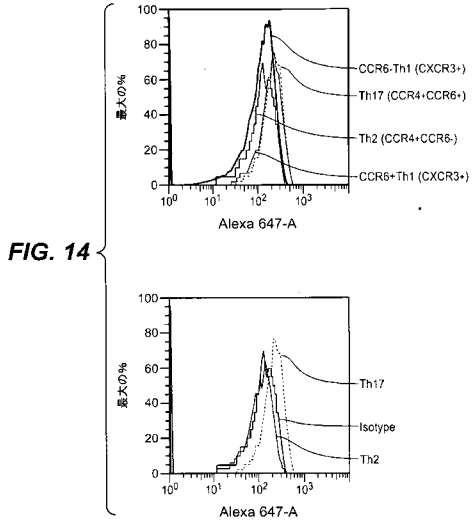 FIG. 14
最大の%
100
80
60
40
20
0
10⁰
10¹
10²
10³
Alexa 647-A
CCR6-Th1 (CXCR3+)
Th17 (CCR4+CCR6+)
Th2 (CCR4+CCR6-)
CCR6+Th1 (CXCR3+)
最大の%
100
80
60
40
20
0
10⁰
10¹
10²
10³
Alexa 647-A
Th17
Isotype
Th2